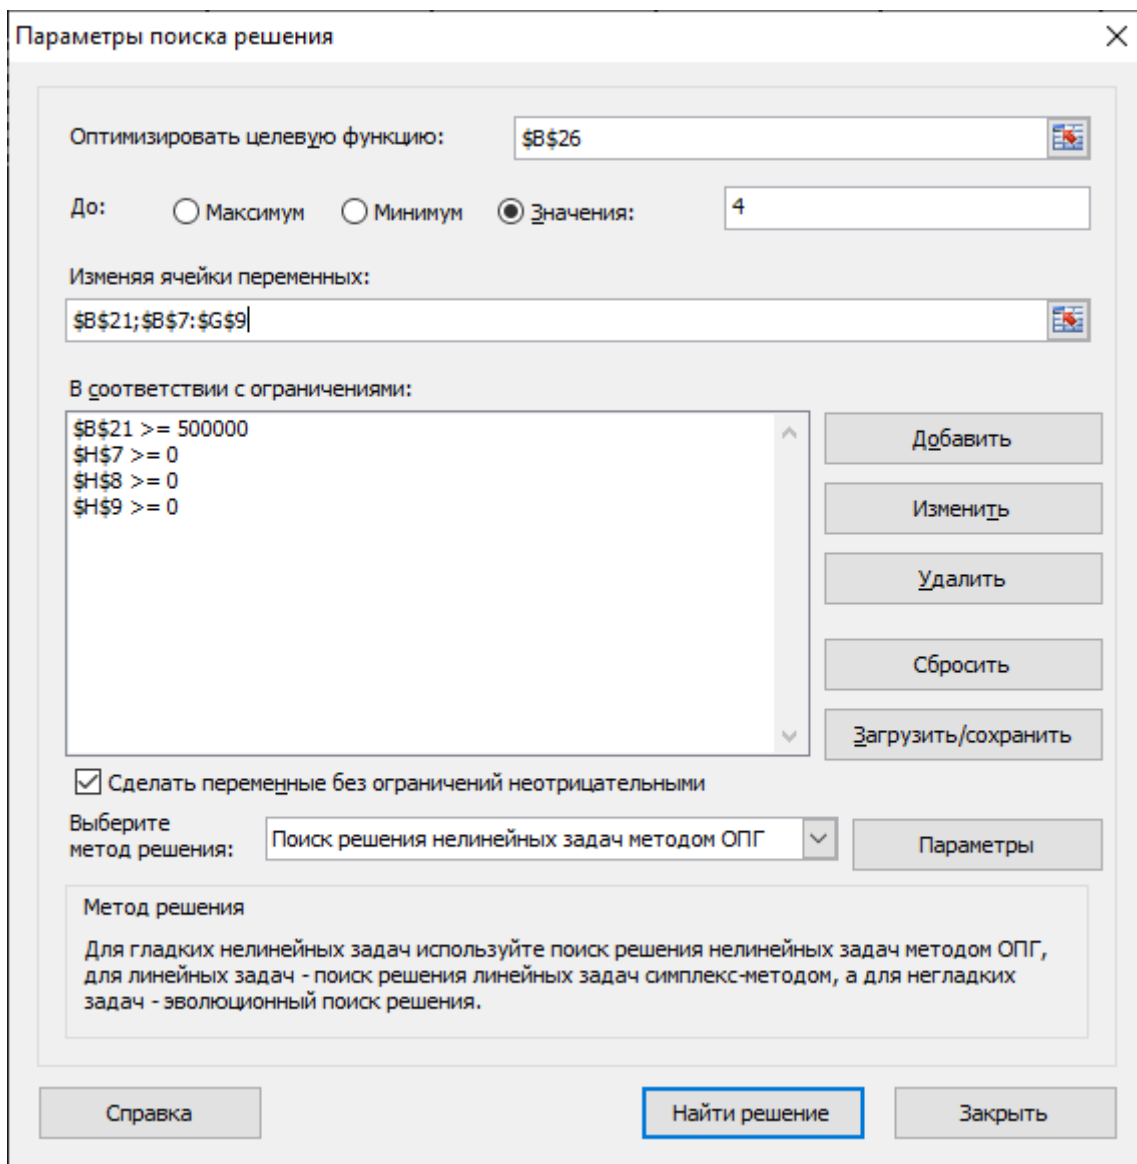 Параметры поиска решения
Оптимизировать целевую функцию: $B$26
До: Максимум Минимум Значения: 4
Изменяя ячейки переменных:
$B$21;$B$7:$G$9
В соответствии с ограничениями:
$B$21 >= 500000
$H$7 >= 0
$H$8 >= 0
$H$9 >= 0
Добавить
Изменить
Удалить
Сбросить
Загрузить/сохранить
Сделать переменные без ограничений неотрицательными
Выберите
метод решения:
Поиск решения нелинейных задач методом ОПГ
Параметры
Метод решения
Для гладких нелинейных задач используйте поиск решения нелинейных задач методом ОПГ,
для линейных задач - поиск решения линейных задач симплекс-методом, а для негладких
задач - эволюционный поиск решения.
Справка Найти решение Закрыть